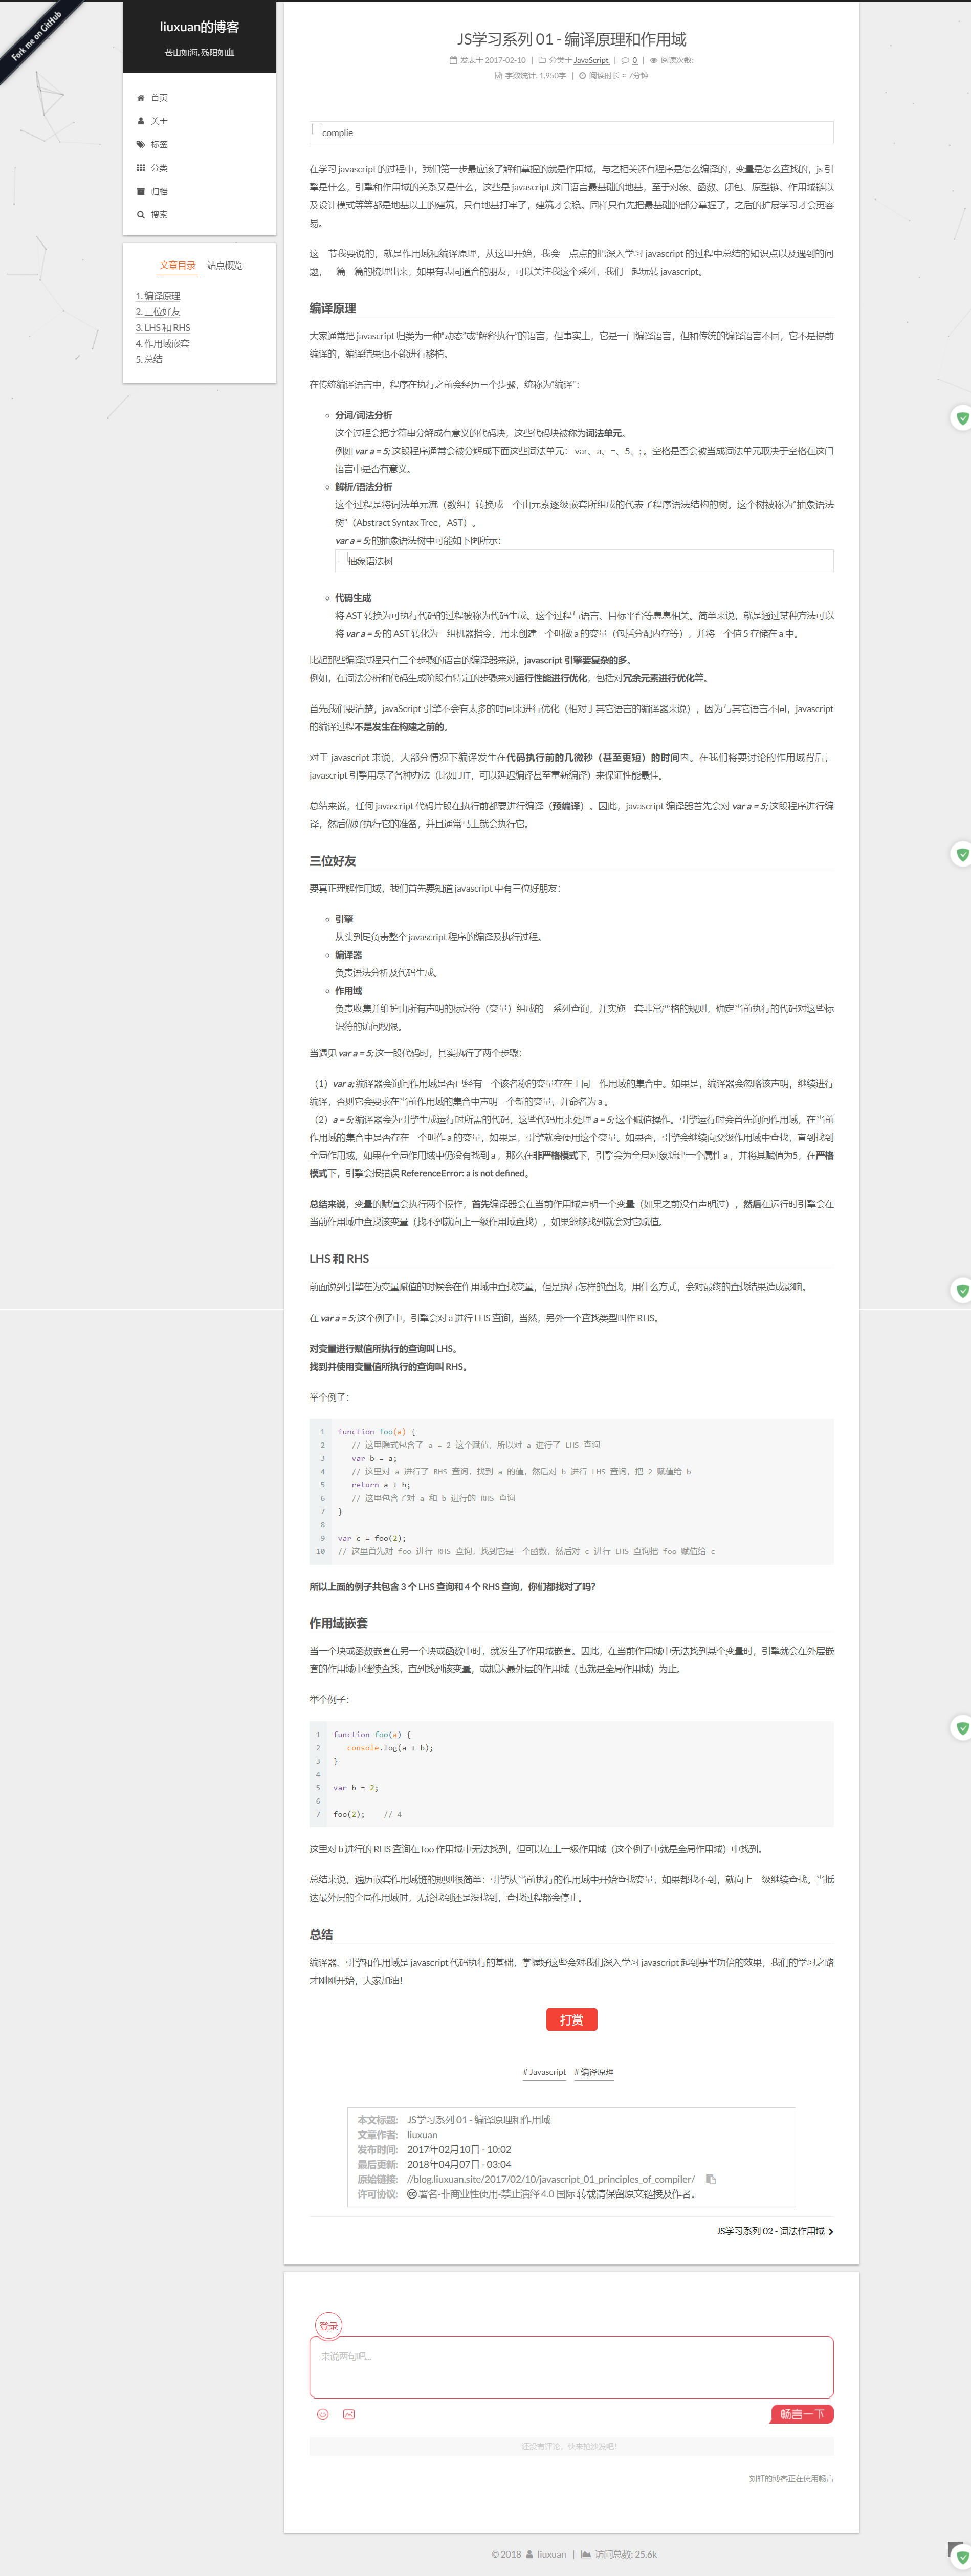 Fork me on GitHub
liuxuan的博客
苍山如海, 残阳如血
首页
关于
标签
分类
归档
搜索
文章目录 站点概览
1. 编译原理
2. 三位好友
3. LHS 和 RHS
4. 作用域嵌套
5. 总结
JS学习系列 01 - 编译原理和作用域
发表于 2017-02-10 | 分类于 JavaScript | 0 | 阅读次数:
字数统计: 1,950字 | 阅读时长 ≈ 7分钟
complie
在学习 javascript 的过程中，我们第一步最应该了解和掌握的就是作用域，与之相关还有程序是怎么编译的，变量是怎么查找的，js 引
擎是什么，引擎和作用域的关系又是什么，这些是 javascript 这门语言最基础的地基，至于对象、函数、闭包、原型链、作用域链以
及设计模式等等都是地基以上的建筑，只有地基打牢了，建筑才会稳。同样只有先把最基础的部分掌握了，之后的扩展学习才会更容
易。
这一节我要说的，就是作用域和编译原理，从这里开始，我会一点点的把深入学习 javascript 的过程中总结的知识点以及遇到的问
题，一篇一篇的梳理出来，如果有志同道合的朋友，可以关注我这个系列，我们一起玩转 javascript。
编译原理
大家通常把 javascript 归类为一种“动态”或“解释执行”的语言，但事实上，它是一门编译语言，但和传统的编译语言不同，它不是提前
编译的，编译结果也不能进行移植。
在传统编译语言中，程序在执行之前会经历三个步骤，统称为“编译”：
分词/词法分析
这个过程会把字符串分解成有意义的代码块，这些代码块被称为词法单元。
例如 var a = 5; 这段程序通常会被分解成下面这些词法单元： var、a、=、5、; 。空格是否会被当成词法单元取决于空格在这门
语言中是否有意义。
解析/语法分析
这个过程是将词法单元流（数组）转换成一个由元素逐级嵌套所组成的代表了程序语法结构的树。这个树被称为“抽象语法
树”（Abstract Syntax Tree，AST）。
var a = 5; 的抽象语法树中可能如下图所示：
抽象语法树
代码生成
将 AST 转换为可执行代码的过程被称为代码生成。这个过程与语言、目标平台等息息相关。简单来说，就是通过某种方法可以
将 var a = 5; 的 AST 转化为一组机器指令，用来创建一个叫做 a 的变量（包括分配内存等），并将一个值 5 存储在 a 中。
比起那些编译过程只有三个步骤的语言的编译器来说，javascript 引擎要复杂的多。
例如，在词法分析和代码生成阶段有特定的步骤来对运行性能进行优化，包括对冗余元素进行优化等。
首先我们要清楚，javaScript 引擎不会有太多的时间来进行优化（相对于其它语言的编译器来说），因为与其它语言不同，javascript
的编译过程不是发生在构建之前的。
对于 javascript 来说，大部分情况下编译发生在代码执行前的几微秒（甚至更短）的时间内。在我们将要讨论的作用域背后，
javascript 引擎用尽了各种办法（比如 JIT，可以延迟编译甚至重新编译）来保证性能最佳。
总结来说，任何 javascript 代码片段在执行前都要进行编译（预编译）。因此，javascript 编译器首先会对 var a = 5; 这段程序进行编
译，然后做好执行它的准备，并且通常马上就会执行它。
三位好友
要真正理解作用域，我们首先要知道 javascript 中有三位好朋友：
引擎
从头到尾负责整个 javascript 程序的编译及执行过程。
编译器
负责语法分析及代码生成。
作用域
负责收集并维护由所有声明的标识符（变量）组成的一系列查询，并实施一套非常严格的规则，确定当前执行的代码对这些标
识符的访问权限。
当遇见 var a = 5; 这一段代码时，其实执行了两个步骤：
（1）var a; 编译器会询问作用域是否已经有一个该名称的变量存在于同一作用域的集合中。如果是，编译器会忽略该声明，继续进行
编译，否则它会要求在当前作用域的集合中声明一个新的变量，并命名为 a 。
（2）a = 5; 编译器会为引擎生成运行时所需的代码，这些代码用来处理 a = 5; 这个赋值操作。引擎运行时会首先询问作用域，在当前
作用域的集合中是否存在一个叫作 a 的变量，如果是，引擎就会使用这个变量。如果否，引擎会继续向父级作用域中查找，直到找到
全局作用域，如果在全局作用域中仍没有找到 a ，那么在非严格模式下，引擎会为全局对象新建一个属性 a ，并将其赋值为5，在严格
模式下，引擎会报错误 ReferenceError: a is not defined。
总结来说，变量的赋值会执行两个操作，首先编译器会在当前作用域声明一个变量（如果之前没有声明过），然后在运行时引擎会在
当前作用域中查找该变量（找不到就向上一级作用域查找），如果能够找到就会对它赋值。
LHS 和 RHS
前面说到引擎在为变量赋值的时候会在作用域中查找变量，但是执行怎样的查找，用什么方式，会对最终的查找结果造成影响。
在 var a = 5; 这个例子中，引擎会对 a 进行 LHS 查询，当然，另外一个查找类型叫作 RHS。
对变量进行赋值所执行的查询叫 LHS。
找到并使用变量值所执行的查询叫 RHS。
举个例子：
1 function foo(a) {
2 // 这里隐式包含了 a = 2 这个赋值，所以对 a 进行了 LHS 查询
3 var b = a;
4 // 这里对 a 进行了 RHS 查询，找到 a 的值，然后对 b 进行 LHS 查询，把 2 赋值给 b
5 return a + b;
6 // 这里包含了对 a 和 b 进行的 RHS 查询
7 }
8
9 var c = foo(2);
10 // 这里首先对 foo 进行 RHS 查询，找到它是一个函数，然后对 c 进行 LHS 查询把 foo 赋值给 c
所以上面的例子共包含 3 个 LHS 查询和 4 个 RHS 查询，你们都找对了吗？
作用域嵌套
当一个块或函数嵌套在另一个块或函数中时，就发生了作用域嵌套。因此，在当前作用域中无法找到某个变量时，引擎就会在外层嵌
套的作用域中继续查找，直到找到该变量，或抵达最外层的作用域（也就是全局作用域）为止。
举个例子：
1 function foo(a) {
2 console.log(a + b);
3 }
4
5 var b = 2;
6
7 foo(2); // 4
这里对 b 进行的 RHS 查询在 foo 作用域中无法找到，但可以在上一级作用域（这个例子中就是全局作用域）中找到。
总结来说，遍历嵌套作用域链的规则很简单：引擎从当前执行的作用域中开始查找变量，如果都找不到，就向上一级继续查找。当抵
达最外层的全局作用域时，无论找到还是没找到，查找过程都会停止。
总结
编译器、引擎和作用域是 javascript 代码执行的基础，掌握好这些会对我们深入学习 javascript 起到事半功倍的效果，我们的学习之路
才刚刚开始，大家加油！
打赏
# Javascript # 编译原理
本文标题: JS学习系列 01 - 编译原理和作用域
文章作者: liuxuan
发布时间: 2017年02月10日 - 10:02
最后更新: 2018年04月07日 - 03:04
原始链接: //blog.liuxuan.site/2017/02/10/javascript_01_principles_of_compiler/
许可协议: 署名-非商业性使用-禁止演绎 4.0 国际 转载请保留原文链接及作者。
JS学习系列 02 - 词法作用域
登录
来说两句吧...
畅言一下
还没有评论，快来抢沙发吧！
刘轩的博客正在使用畅言
© 2018 liuxuan | 访问总数: 25.6k